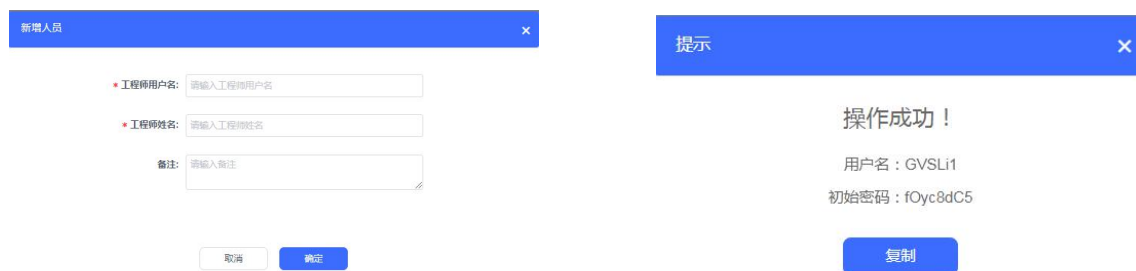 新增人员
×
* 工程师用户名: 请输入工程师用户名
* 工程师姓名: 请输入工程师姓名
备注: 请输入备注
取消 确定
提示
×
操作成功！
用户名：GVSLi1
初始密码：fOyc8dC5
复制